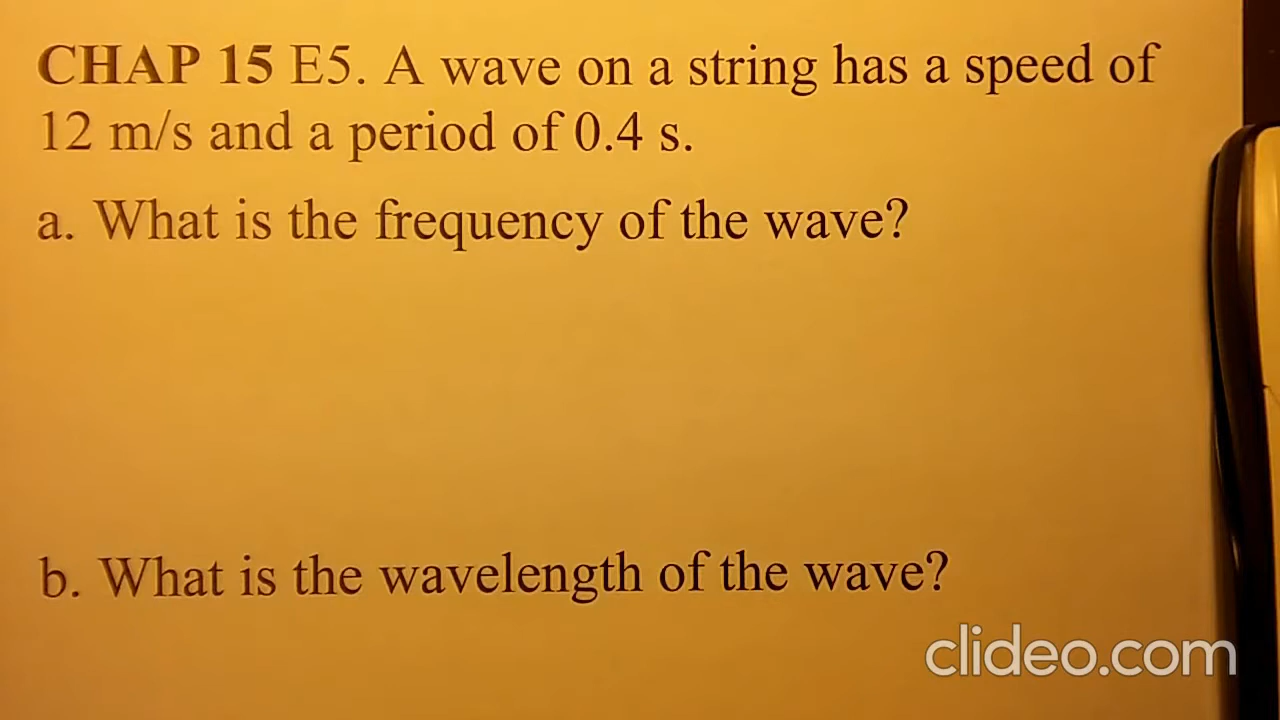 CHAP 15 E5. A wave on a string has a speed of
12 m/s and a period of 0.4 s.
a. What is the frequency of the wave?
b. What is the wavelength of the wave?
clideo.com